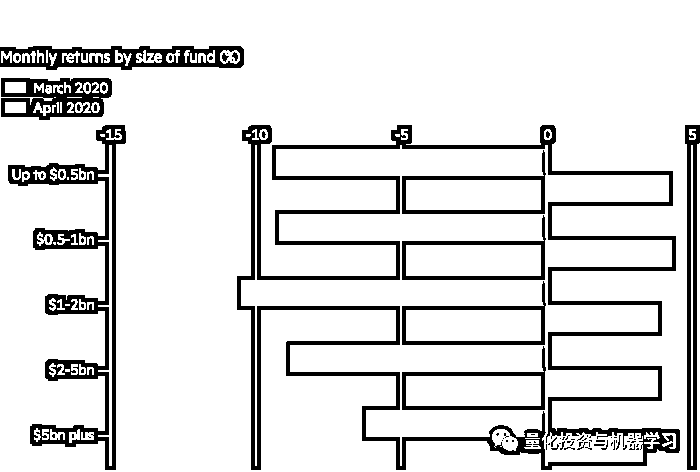 Monthly returns by size of fund (%)
March 2020
April 2020
-15 -10 -5 0 5
Up to $0.5bn
$0.5-1bn
$1-2bn
$2-5bn
$5bn plus
量化投资与机器学习